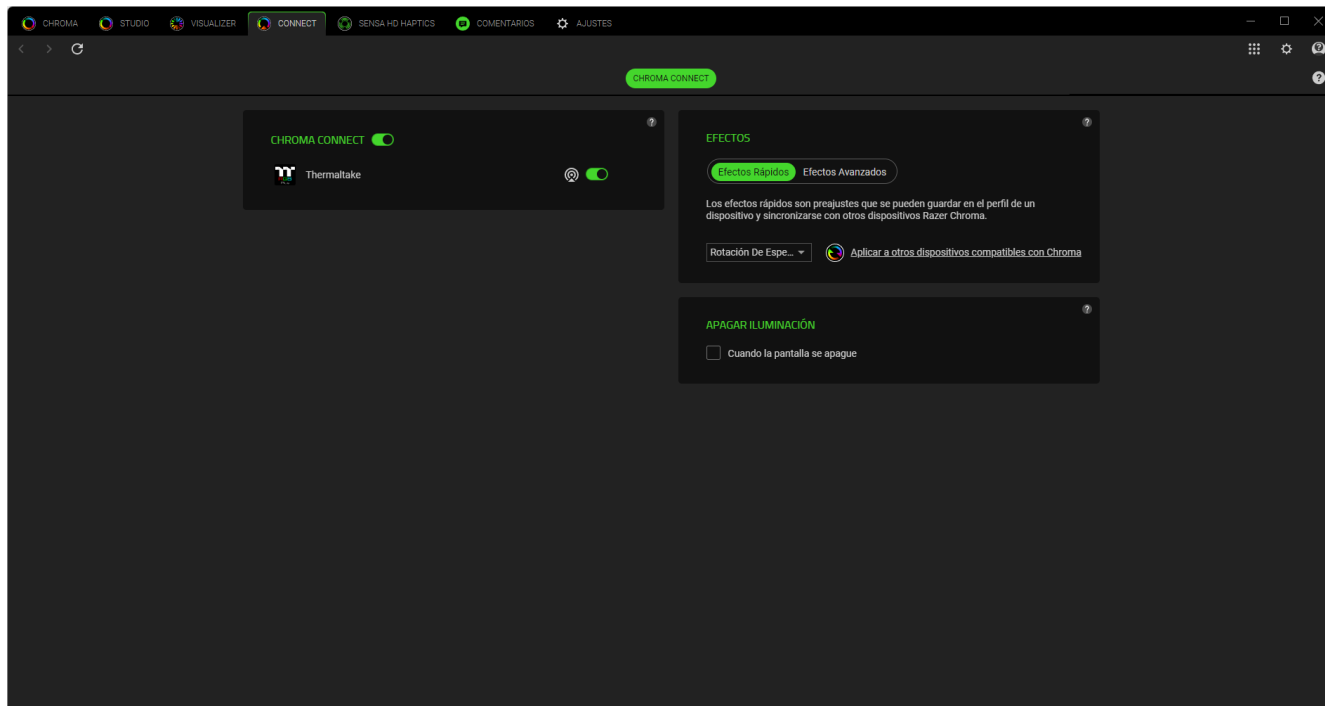 CHROMA
STUDIO
VISUALIZER
CONNECT
SENSA HD HAPTICS
COMENTARIOS
AJUSTES
CHROMA CONNECT
CHROMA CONNECT
Thermaltake
EFECTOS
Efectos Rápidos
Efectos Avanzados
Los efectos rápidos son preajustes que se pueden guardar en el perfil de un
dispositivo y sincronizarse con otros dispositivos Razer Chroma.
Rotación De Espe...
Aplicar a otros dispositivos compatibles con Chroma
APAGAR ILUMINACIÓN
Cuando la pantalla se apague